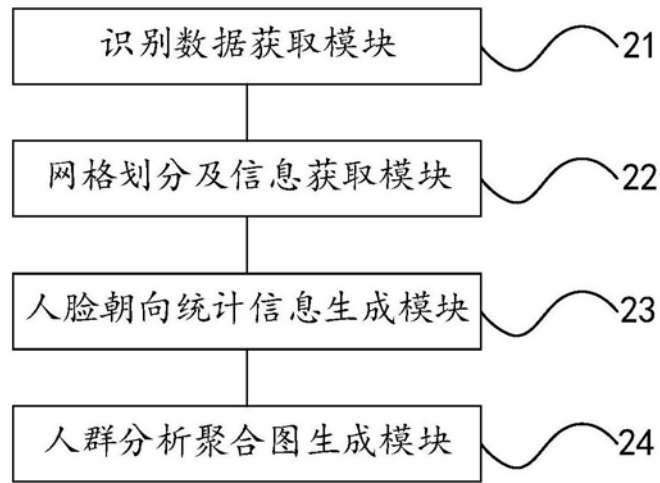 识别数据获取模块 21
网格划分及信息获取模块 22
人脸朝向统计信息生成模块 23
人群分析聚合图生成模块 24